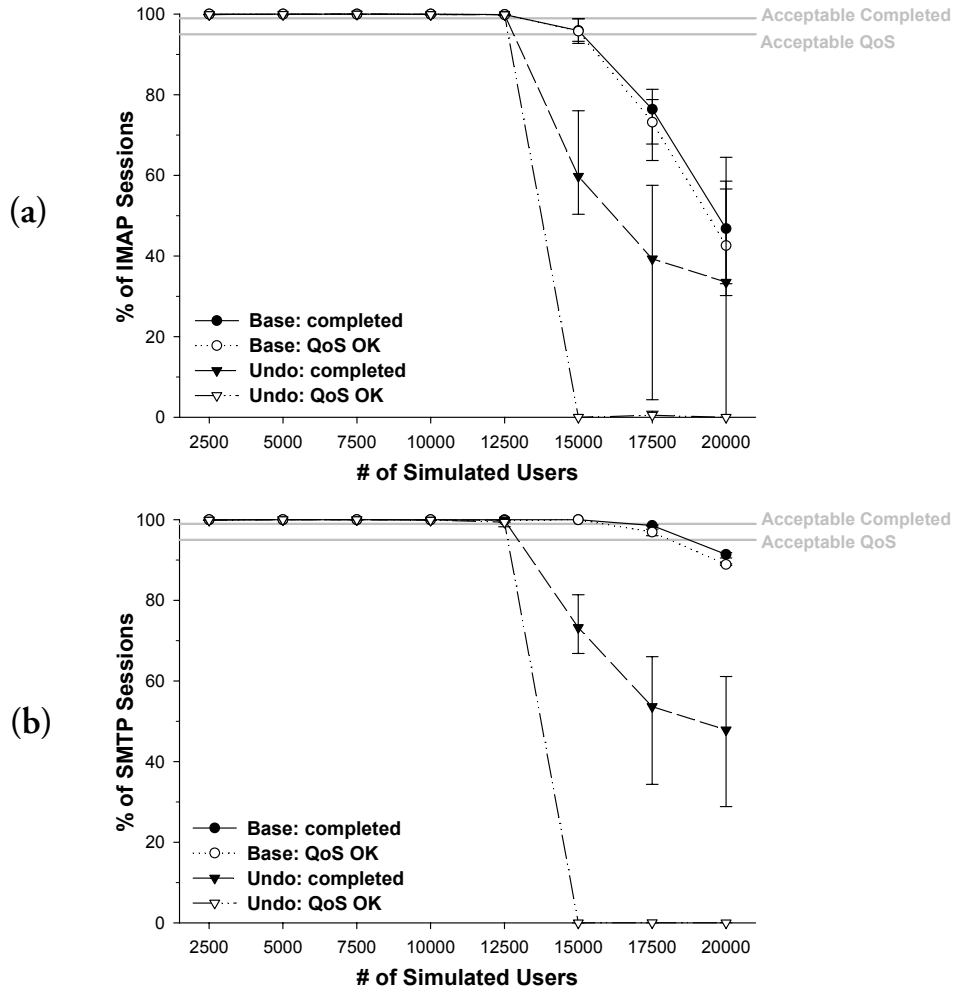 100
Acceptable Completed
Acceptable QoS
80
60
(a)
% of IMAP Sessions
40
20
0
Base: completed
Base: QoS OK
Undo: completed
Undo: QoS OK
2500 5000 7500 10000 12500 15000 17500 20000
# of Simulated Users
100
Acceptable Completed
Acceptable QoS
80
60
(b)
% of SMTP Sessions
40
20
0
Base: completed
Base: QoS OK
Undo: completed
Undo: QoS OK
2500 5000 7500 10000 12500 15000 17500 20000
# of Simulated Users